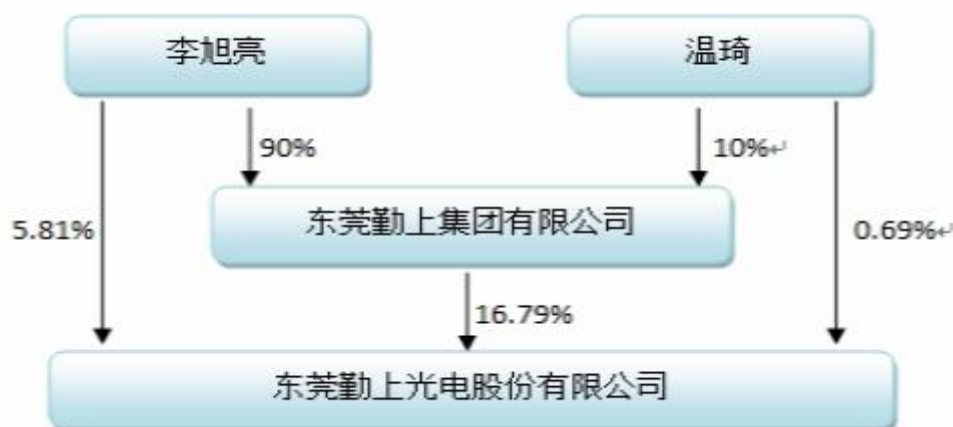 李旭亮
温琦
90%
10%↵
东莞勤上集团有限公司
5.81%
0.69%↵
16.79%
东莞勤上光电股份有限公司